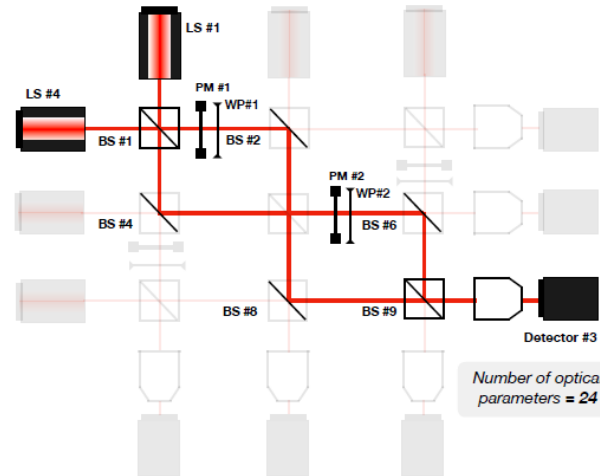 LS #1
LS #4
PM #1
WP#1
BS #1
BS #2
PM #2
WP#2
BS #4
BS #6
BS #8
BS #9
Detector #3
Number of optical
parameters = 24